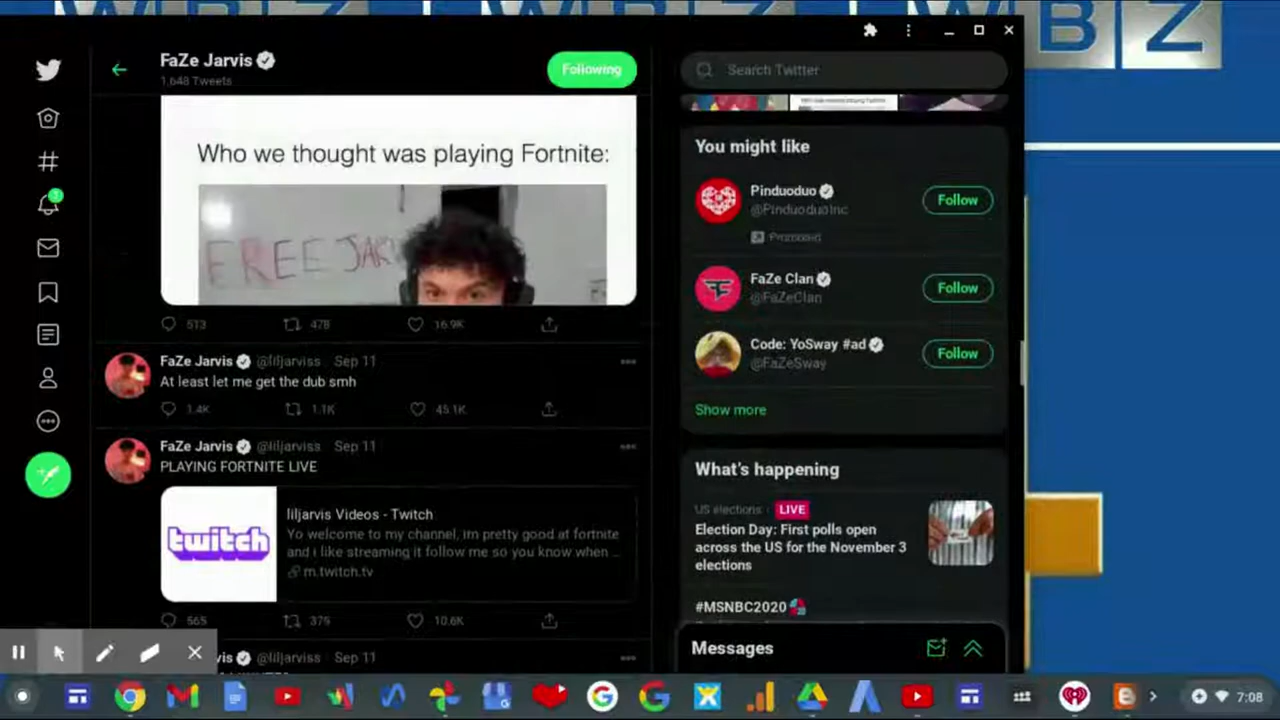 WBZ
FaZe Jarvis
1,648 Tweets
Following
Search Twitter
Who we thought was playing Fortnite:
FREE JAR
513
478
16.9K
FaZe Jarvis @liljarviss Sep 11
At least let me get the dub smh
1.4K
1.1K
45.1K
FaZe Jarvis @liljarviss Sep 11
PLAYING FORTNITE LIVE
twitch
liljarvis Videos - Twitch
Yo welcome to my channel, im pretty good at fortnite
and i like streaming it follow me so you know when ...
m.twitch.tv
565
379
10.6K
vis @liljarviss Sep 11
You might like
Pinduoduo
@PinduoduoInc
Promoted
Follow
FaZe Clan
@FaZeClan
Follow
Code: YoSway #ad
@FaZeSway
Follow
Show more
What's happening
US elections · LIVE
Election Day: First polls open
across the US for the November 3
elections
#MSNBC2020
Messages
7:08